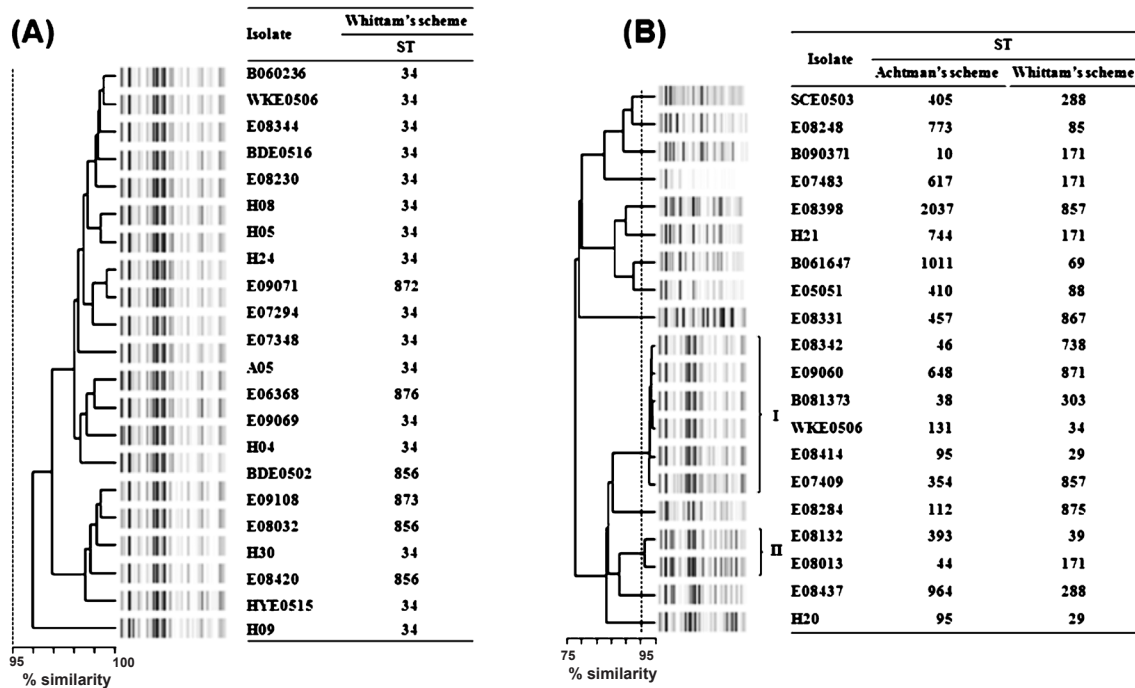 (A)
Isolate Whittam's scheme
ST
B060236 34
WKE0506 34
E08344 34
BDE0516 34
E08230 34
H08 34
H05 34
H24 34
E09071 872
E07294 34
E07348 34
A05 34
E06368 876
E09069 34
H04 34
BDE0502 856
E09108 873
E08032 856
H30 34
E08420 856
HYE0515 34
H09 34
95 100
% similarity
(B)
Isolate ST
Achtman's scheme Whittam's scheme
SCE0503 405 288
E08248 773 85
B090371 10 171
E07483 617 171
E08398 2037 857
H21 744 171
B061647 1011 69
E05051 410 88
E08331 457 867
E08342 46 738
E09060 648 871
B081373 38 303
I
WKE0506 131 34
E08414 95 29
E07409 354 857
E08284 112 875
E08132 393 39
II
E08013 44 171
E08437 964 288
H20 95 29
75 95
% similarity